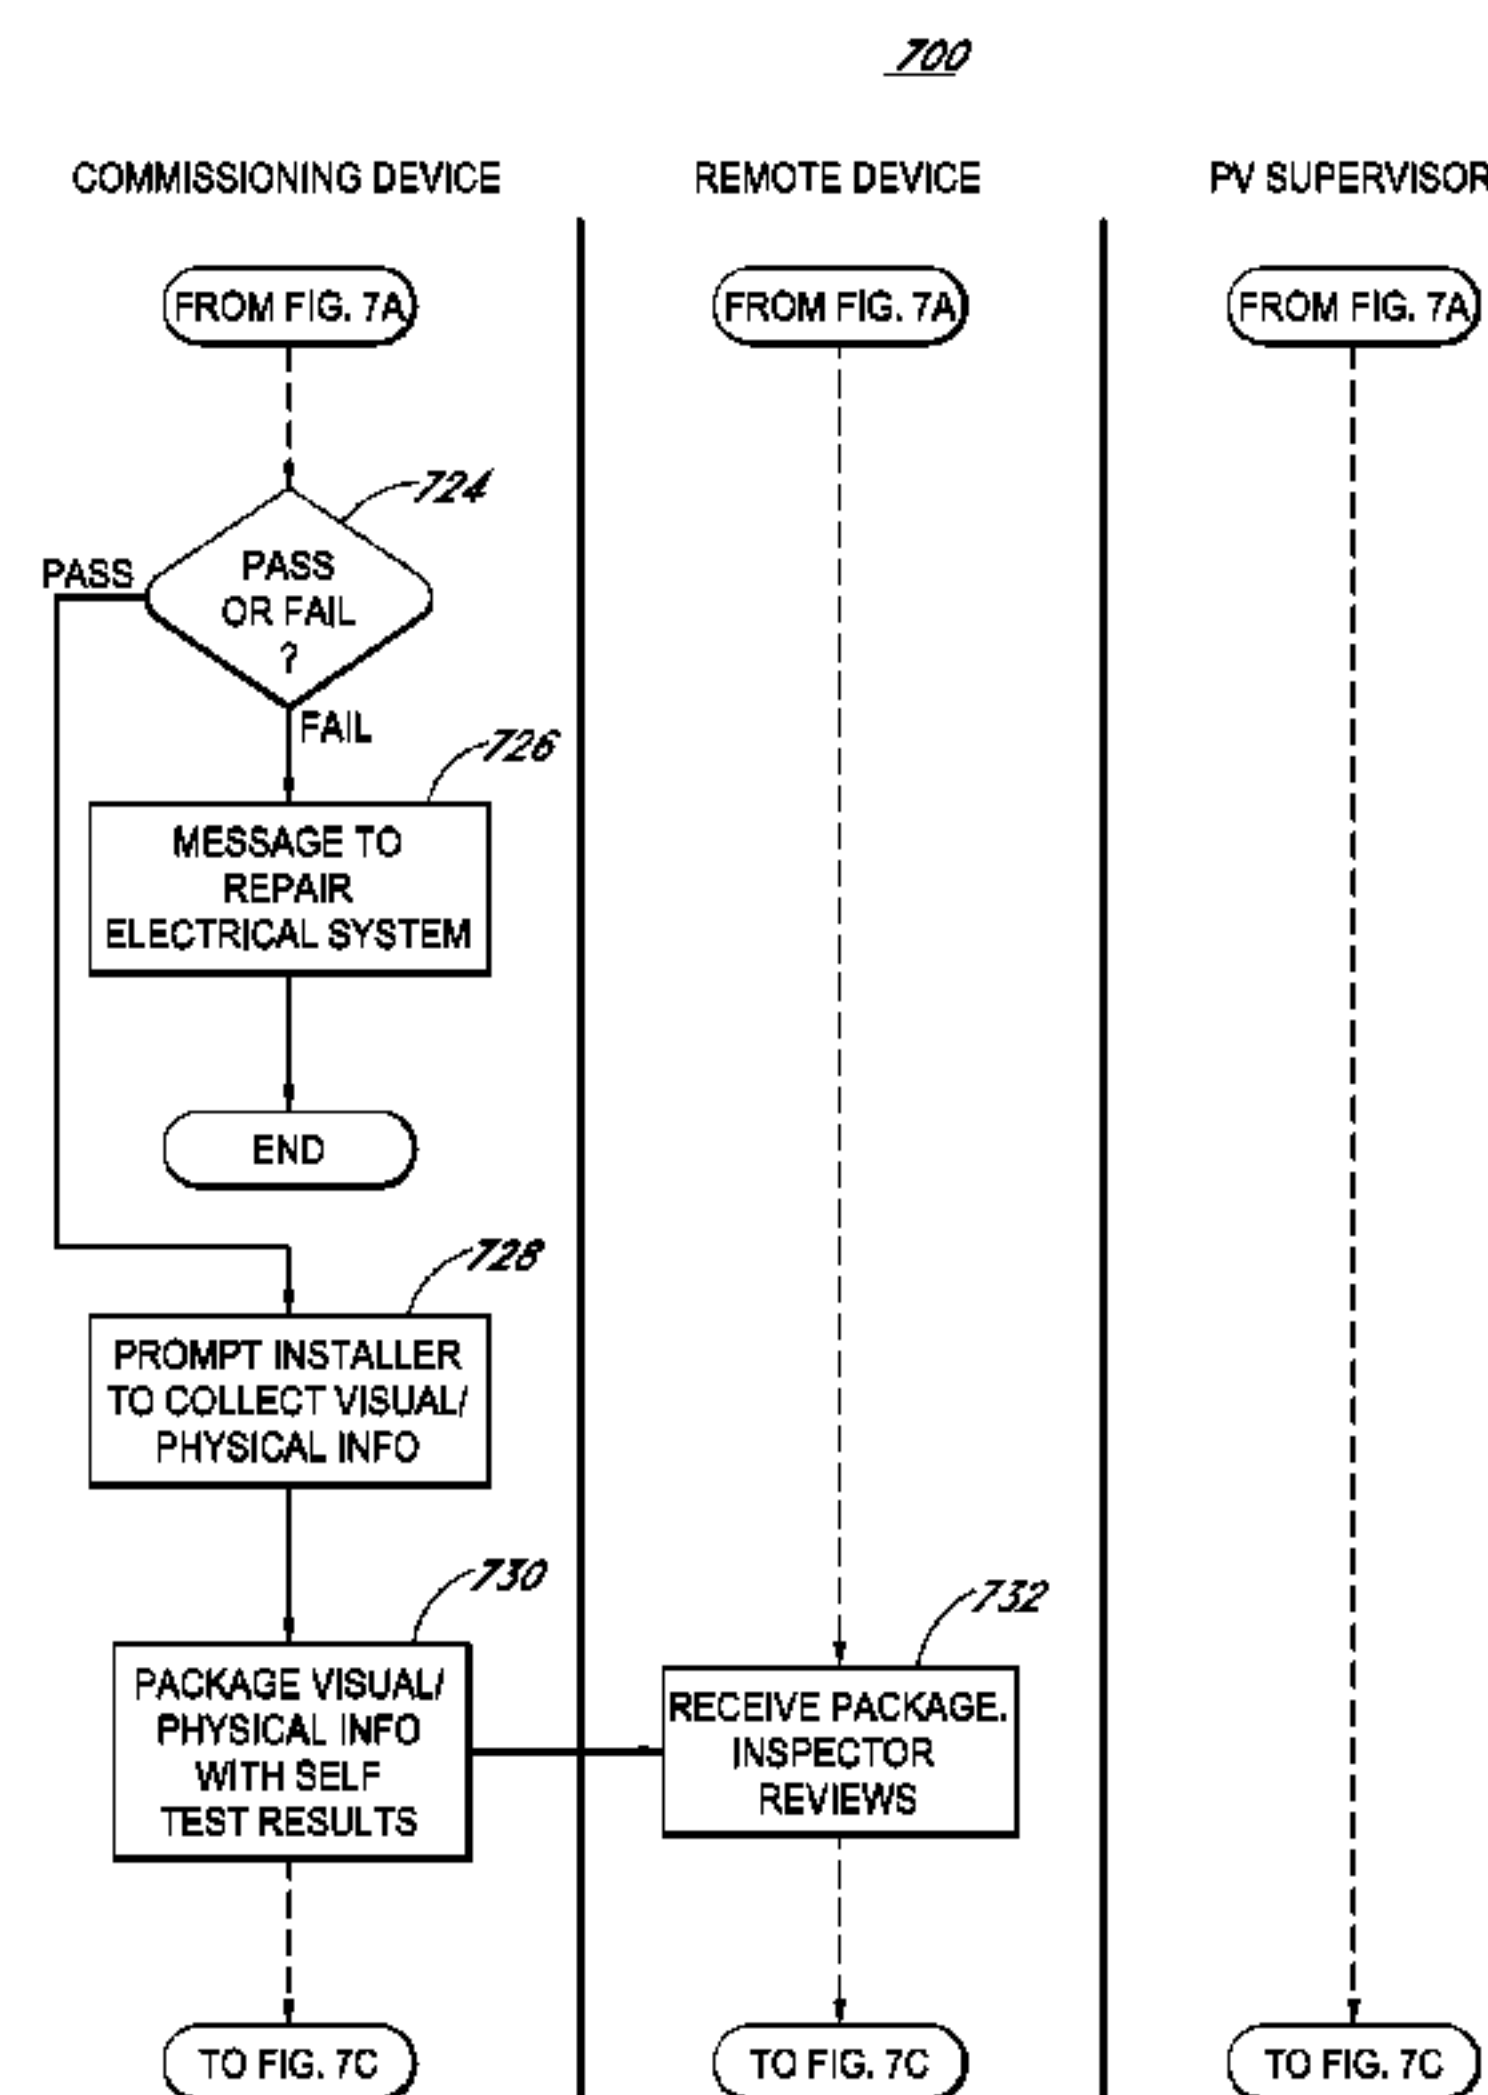 700
COMMISSIONING DEVICE
REMOTE DEVICE
PV SUPERVISOR
FROM FIG. 7A
FROM FIG. 7A
FROM FIG. 7A
724
PASS
PASS
OR FAIL
?
FAIL
726
MESSAGE TO
REPAIR
ELECTRICAL SYSTEM
END
728
PROMPT INSTALLER
TO COLLECT VISUAL/
PHYSICAL INFO
730
PACKAGE VISUAL/
PHYSICAL INFO
WITH SELF
TEST RESULTS
732
RECEIVE PACKAGE.
INSPECTOR
REVIEWS
TO FIG. 7C
TO FIG. 7C
TO FIG. 7C